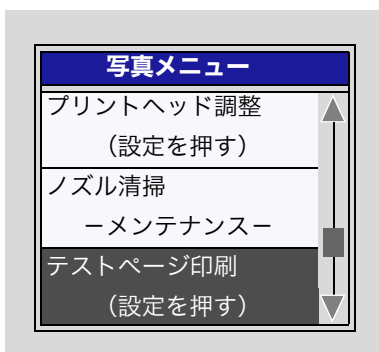 写真メニュー
プリントヘッド調整
（設定を押す）
ノズル清掃
－メンテナンス－
テストページ印刷
（設定を押す）